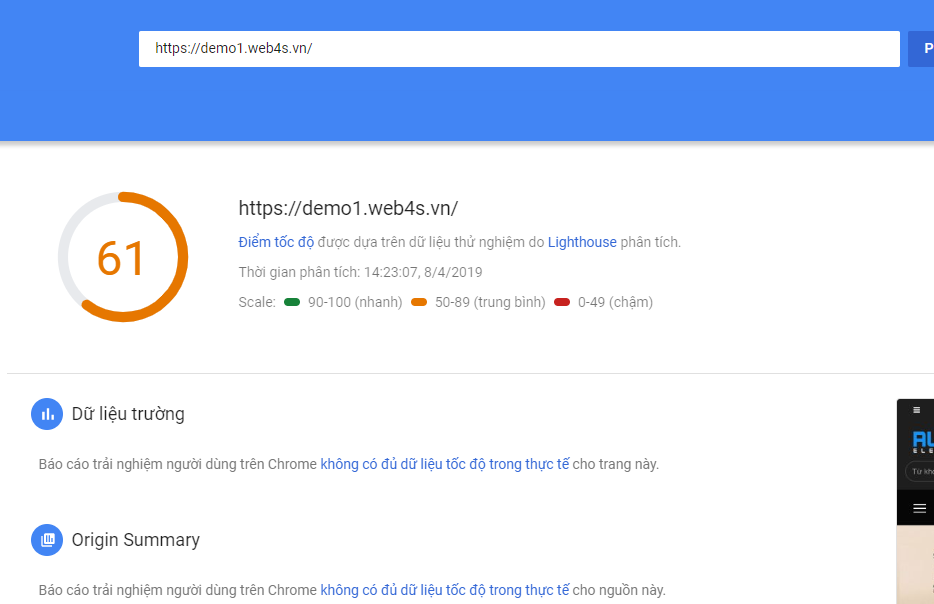 https://demo1.web4s.vn/
P
61
https://demo1.web4s.vn/
Điểm tốc độ được dựa trên dữ liệu thử nghiệm do Lighthouse phân tích.
Thời gian phân tích: 14:23:07, 8/4/2019
Scale: 90-100 (nhanh) 50-89 (trung bình) 0-49 (chậm)
Dữ liệu trường
Báo cáo trải nghiệm người dùng trên Chrome không có đủ dữ liệu tốc độ trong thực tế cho trang này.
Origin Summary
Báo cáo trải nghiệm người dùng trên Chrome không có đủ dữ liệu tốc độ trong thực tế cho nguồn này.